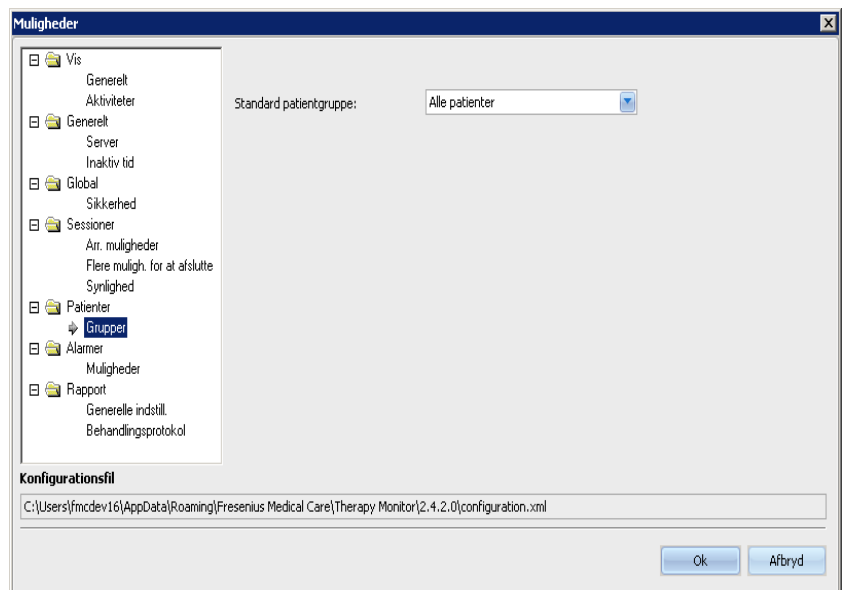 Muligheder
Vis
Generelt
Aktiviteter
Generelt
Server
Inaktiv tid
Global
Sikkerhed
Sessioner
Arr. muligheder
Flere muligh. for at afslutte
Synlighed
Patienter
Grupper
Alarmer
Muligheder
Rapport
Generelle indstill.
Behandlingsprotokol
Standard patientgruppe: Alle patienter
Konfigurationsfil
C:\Users\fmcdev16\AppData\Roaming\Fresenius Medical Care\Therapy Monitor\2.4.2.0\configuration.xml
Ok Afbryd